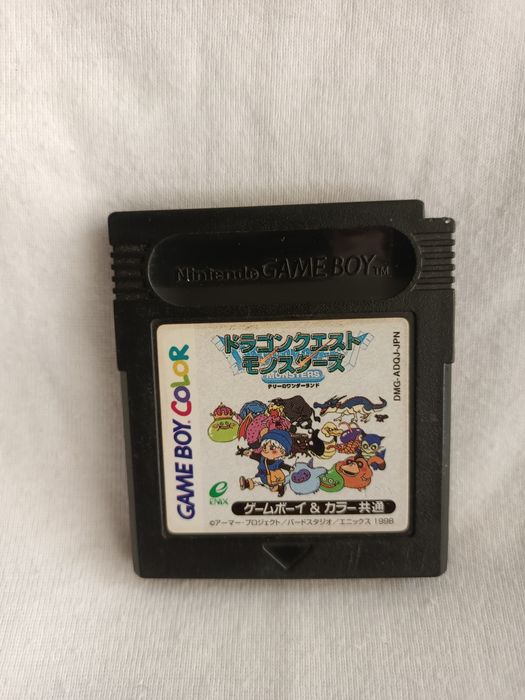 Nintendo GAME BOY TM
ドラゴンクエスト
モンスターズ
MONSTERS
テリーのワンダーランド
DMG-ADQJ-JPN
GAME BOY COLOR
ENIX
ゲームボーイ & カラー共通
©アーマー・プロジェクト/バードスタジオ/エニックス 1998